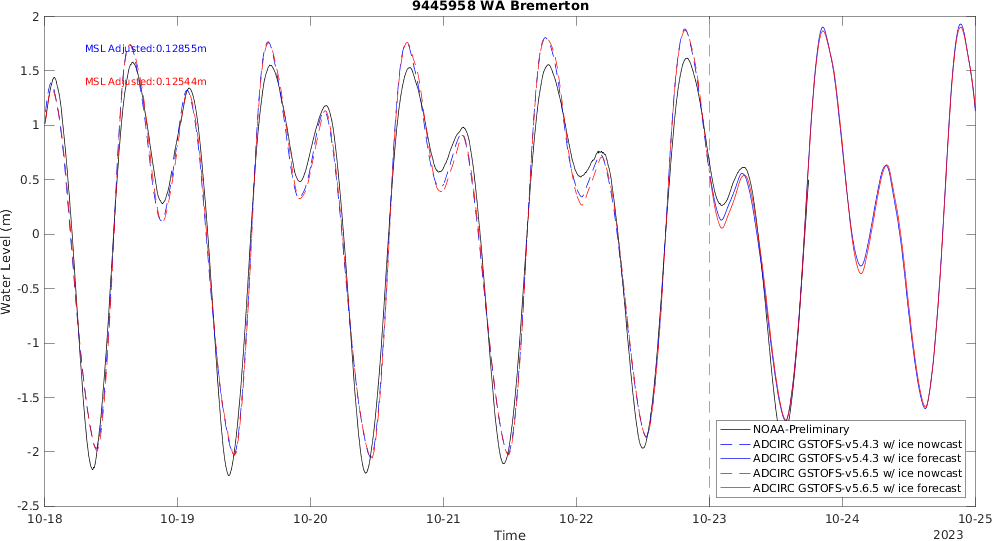 9445958 WA Bremerton
MSL Adjusted:0.12855m
MSL Adjusted:0.12544m
2
1.5
1
0.5
0
-0.5
-1
-1.5
-2
-2.5
Water Level (m)
NOAA-Preliminary
ADCIRC GSTOFS-v5.4.3 w/ ice nowcast
ADCIRC GSTOFS-v5.4.3 w/ ice forecast
ADCIRC GSTOFS-v5.6.5 w/ ice nowcast
ADCIRC GSTOFS-v5.6.5 w/ ice forecast
10-18 10-19 10-20 10-21 10-22 10-23 10-24 10-25
Time
2023